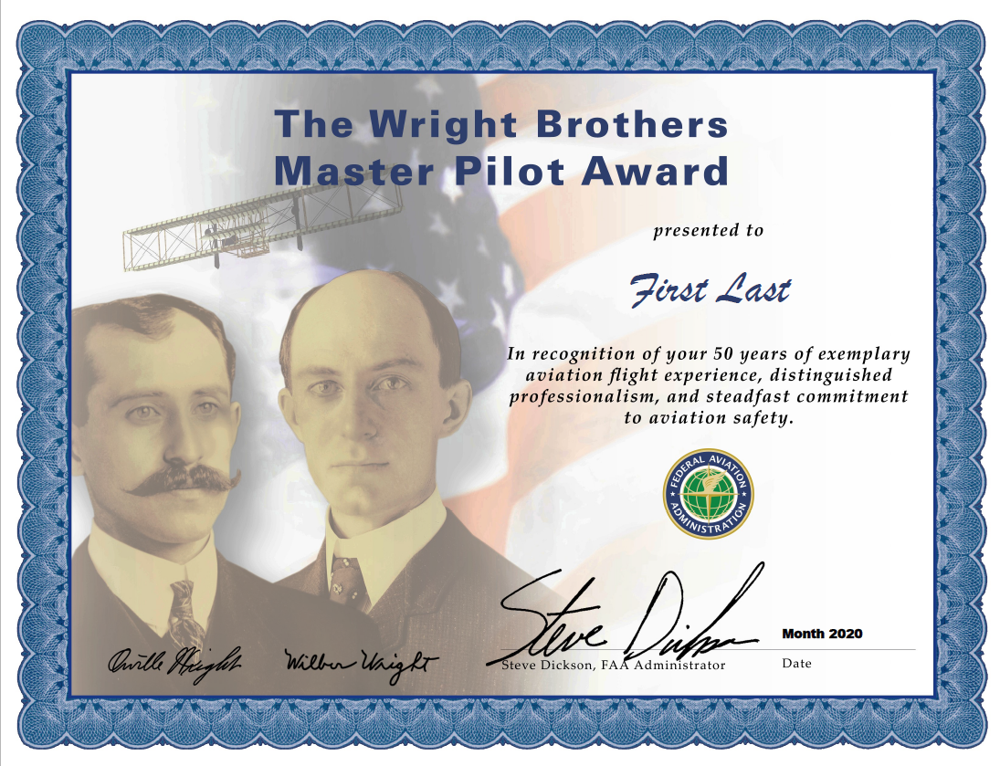 The Wright Brothers
Master Pilot Award
presented to
First Last
In recognition of your 50 years of exemplary
aviation flight experience, distinguished
professionalism, and steadfast commitment
to aviation safety.
FEDERAL AVIATION
ADMINISTRATION
Steve Dickson
Month 2020
Steve Dickson, FAA Administrator
Date
Orville Wright
Wilbur Wright